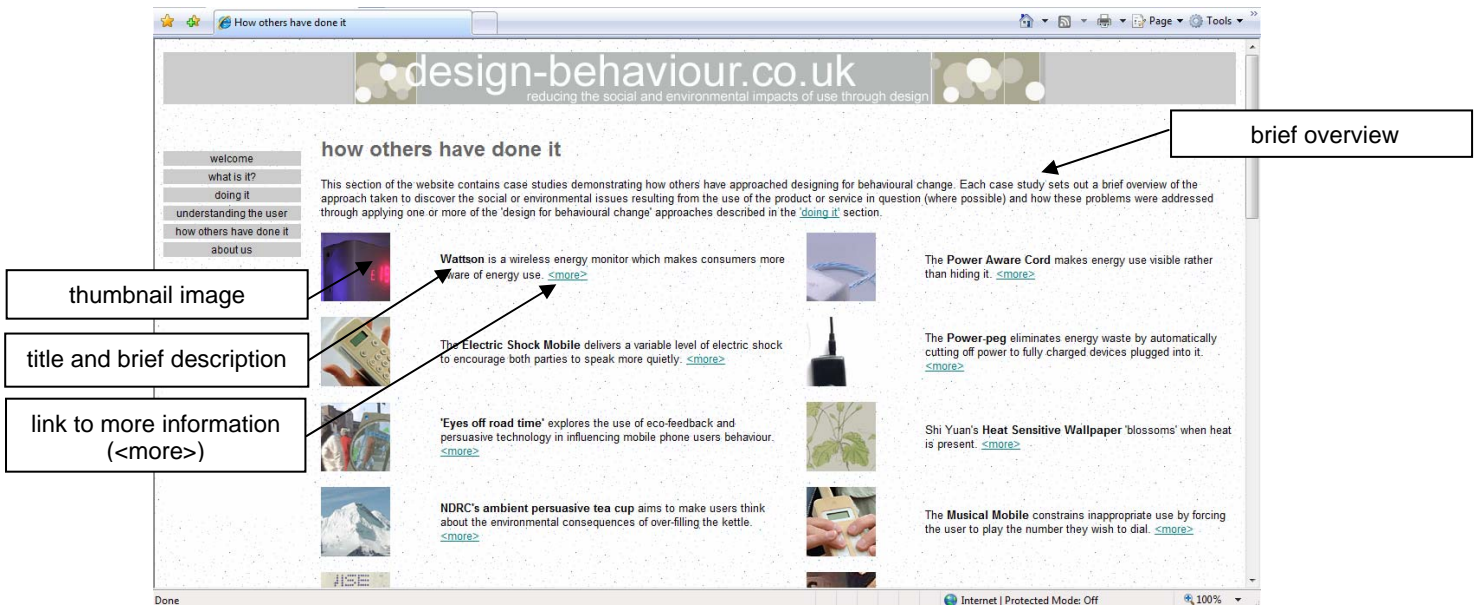 How others have done it
Page
Tools
design-behaviour.co.uk
reducing the social and environmental impacts of use through design
brief overview
welcome
what is it?
doing it
understanding the user
how others have done it
about us
how others have done it
This section of the website contains case studies demonstrating how others have approached designing for behavioural change. Each case study sets out a brief overview of the
approach taken to discover the social or environmental issues resulting from the use of the product or service in question (where possible) and how these problems were addressed
through applying one or more of the 'design for behavioural change' approaches described in the 'doing it' section.
thumbnail image
title and brief description
link to more information
(<more>)
Wattson is a wireless energy monitor which makes consumers more
aware of energy use. <more>
The Power Aware Cord makes energy use visible rather
than hiding it. <more>
The Electric Shock Mobile delivers a variable level of electric shock
to encourage both parties to speak more quietly. <more>
The Power-peg eliminates energy waste by automatically
cutting off power to fully charged devices plugged into it.
<more>
'Eyes off road time' explores the use of eco-feedback and
persuasive technology in influencing mobile phone users behaviour.
<more>
Shi Yuan's Heat Sensitive Wallpaper 'blossoms' when heat
is present. <more>
NDRC's ambient persuasive tea cup aims to make users think
about the environmental consequences of over-filling the kettle.
<more>
The Musical Mobile constrains inappropriate use by forcing
the user to play the number they wish to dial. <more>
Done
Internet | Protected Mode: Off
100%